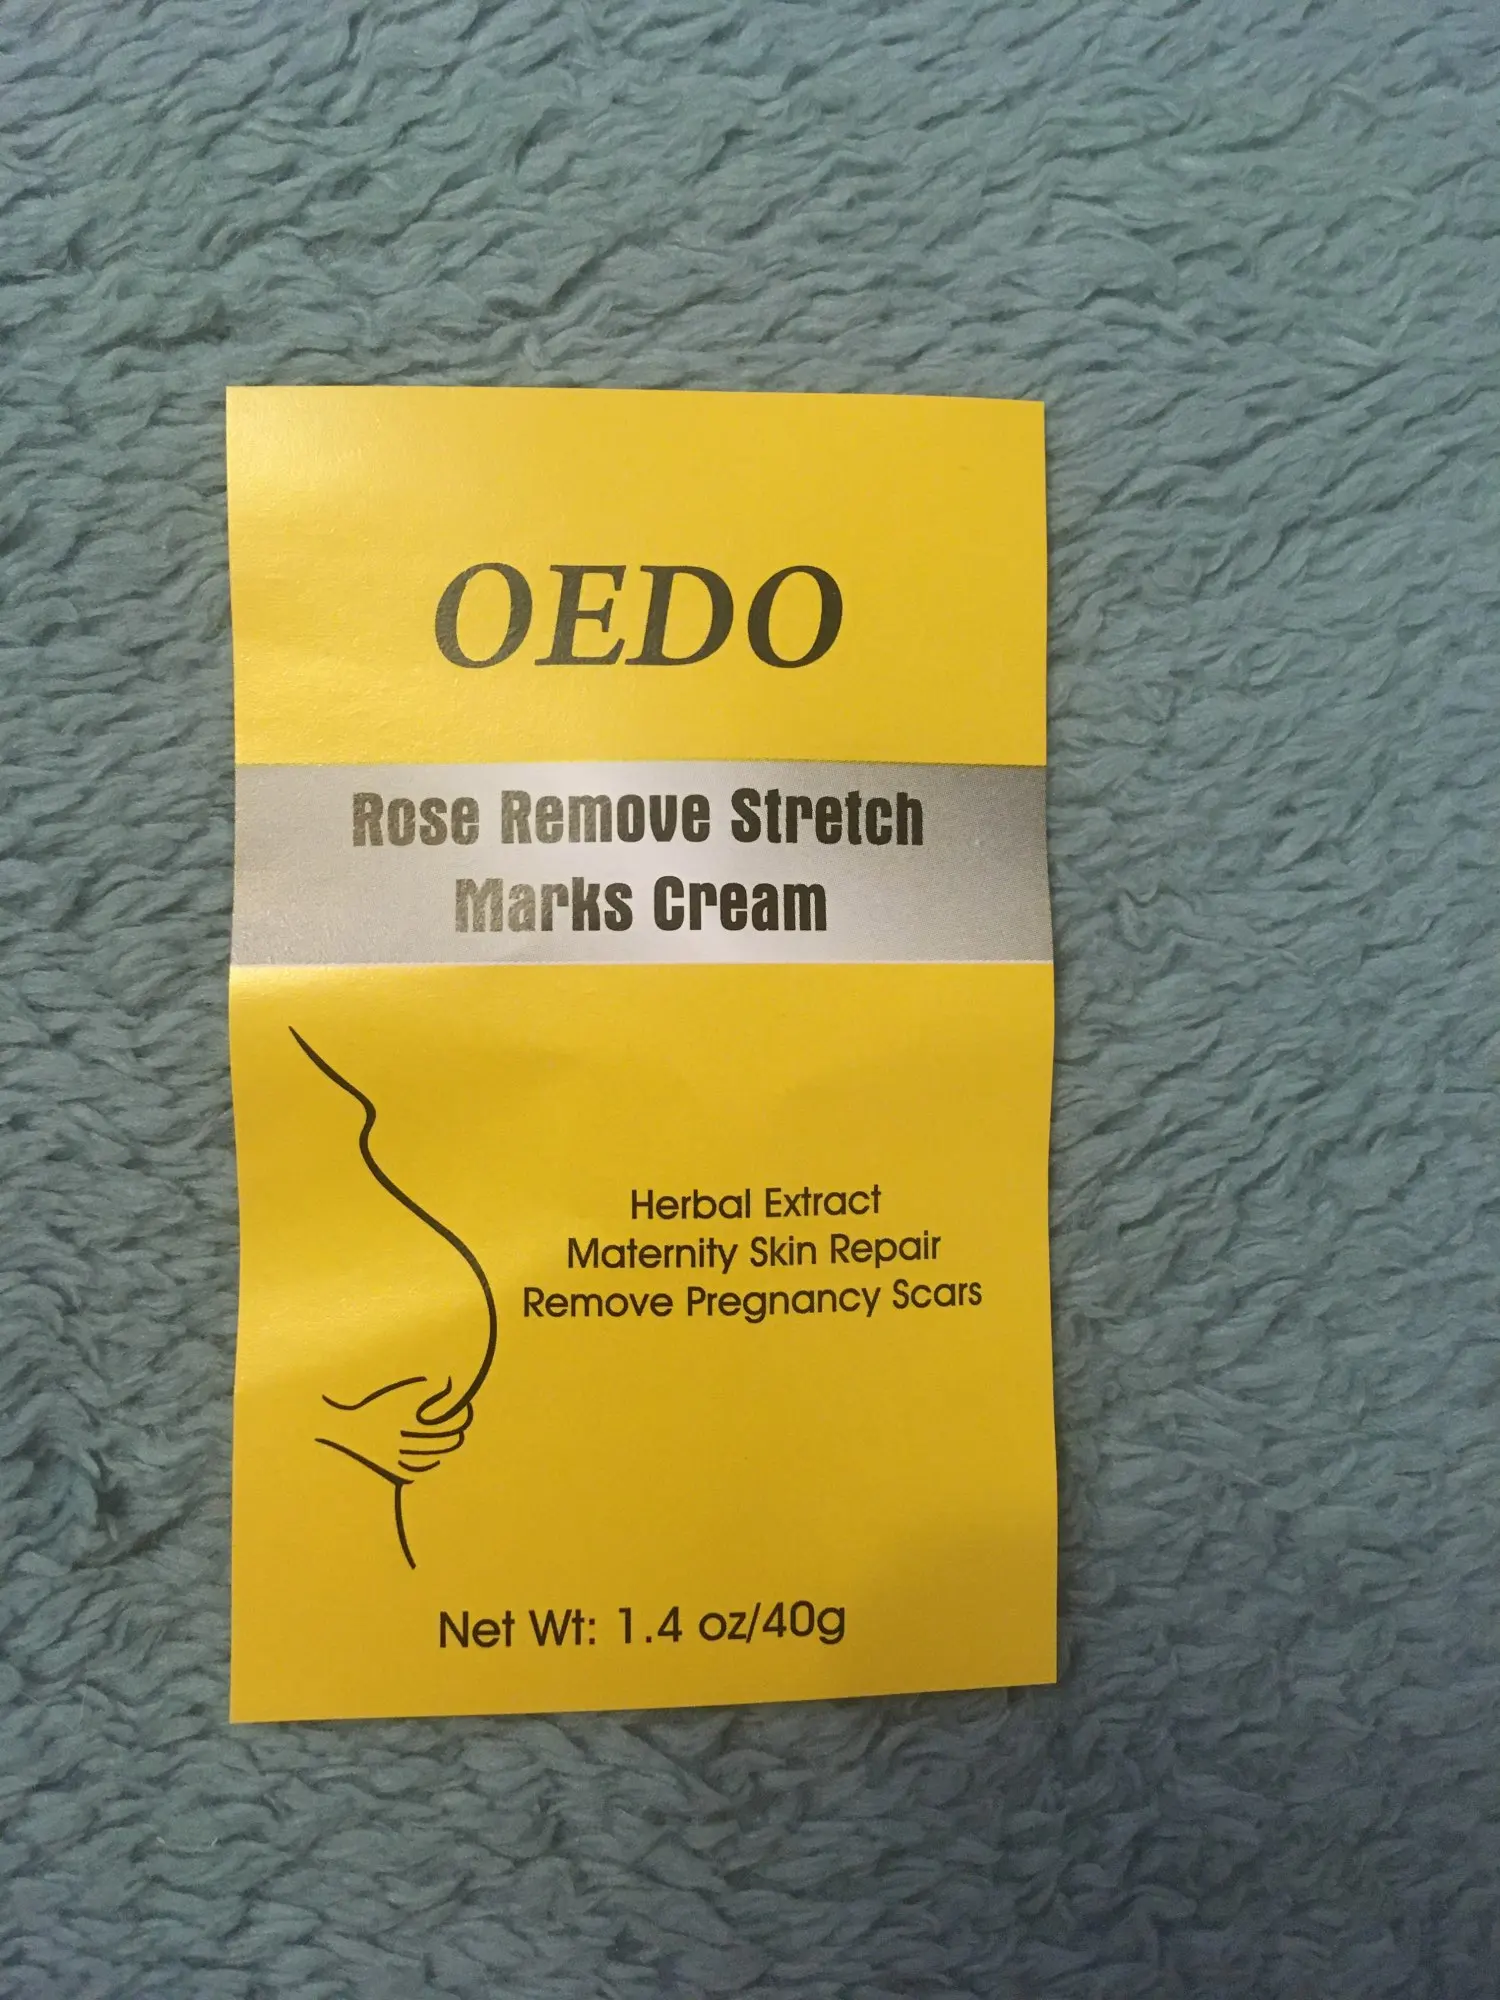 OEDO
Rose Remove Stretch
Marks Cream
Herbal Extract
Maternity Skin Repair
Remove Pregnancy Scars
Net Wt: 1.4 oz/40g